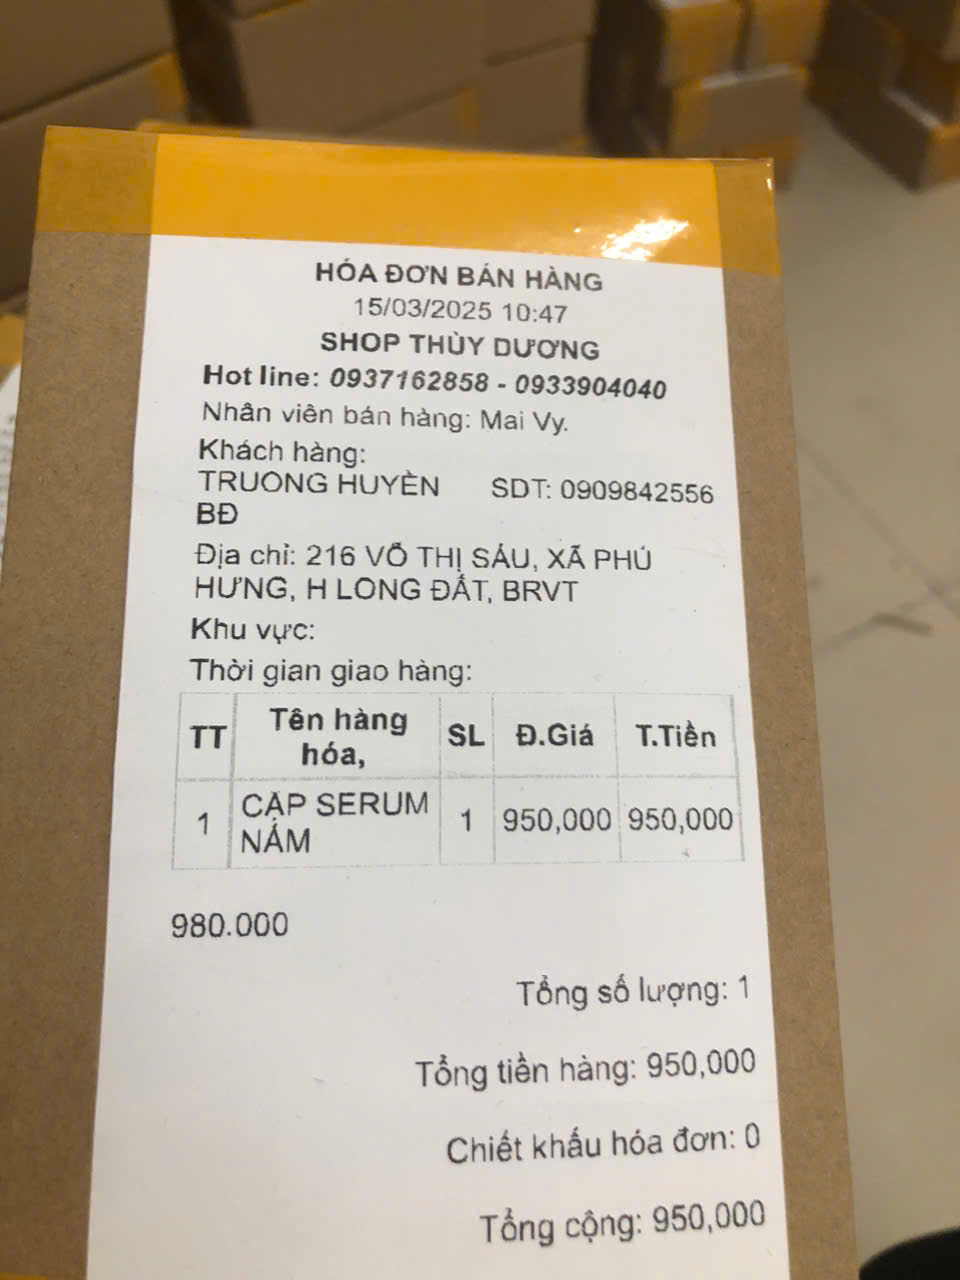 HÓA ĐƠN BÁN HÀNG
15/03/2025 10:47
SHOP THÙY DƯƠNG
Hot line: 0937162858 - 0933904040
Nhân viên bán hàng: Mai Vy.
Khách hàng:
TRUONG HUYÈN BĐ SDT: 0909842556
Địa chỉ: 216 VÕ THỊ SÁU, XÃ PHÚ
HƯNG, H LONG ĐẤT, BRVT
Khu vực:
Thời gian giao hàng:
TT Tên hàng hóa, SL Đ.Giá T.Tiền
1 CẶP SERUM NÁM 1 950,000 950,000
980.000
Tổng số lượng: 1
Tổng tiền hàng: 950,000
Chiết khấu hóa đơn: 0
Tổng cộng: 950,000